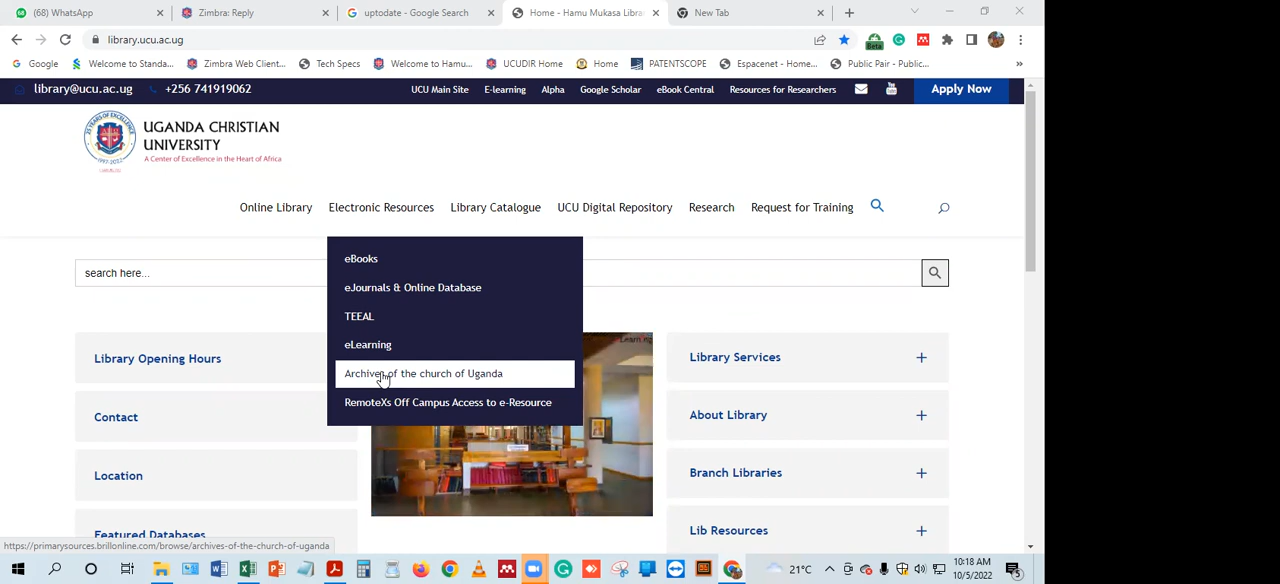 (68) WhatsApp
Zimbra: Reply
uptodate - Google Search
Home - Hamu Mukasa Libra
New Tab
library.ucu.ac.ug
Beta
Google
Welcome to Standa...
Zimbra Web Client...
Tech Specs
Welcome to Hamu...
UCUDIR Home
Home
PATENTSCOPE
Espacenet - Home...
Public Pair - Public...
library@ucu.ac.ug
+256 741919062
UCU Main Site
E-learning
Alpha
Google Scholar
eBook Central
Resources for Researchers
Apply Now
UGANDA CHRISTIAN
UNIVERSITY
A Center of Excellence in the Heart of Africa
Online Library
Electronic Resources
Library Catalogue
UCU Digital Repository
Research
Request for Training
eBooks
eJournals & Online Database
TEEAL
eLearning
Archives of the church of Uganda
RemoteXs Off Campus Access to e-Resource
search here...
Library Opening Hours
Contact
Location
Featured Databases
Library Services +
About Library +
Branch Libraries +
Lib Resources +
https://primarysources.brillonline.com/browse/archives-of-the-church-of-uganda
21°C
10:18 AM
10/5/2022